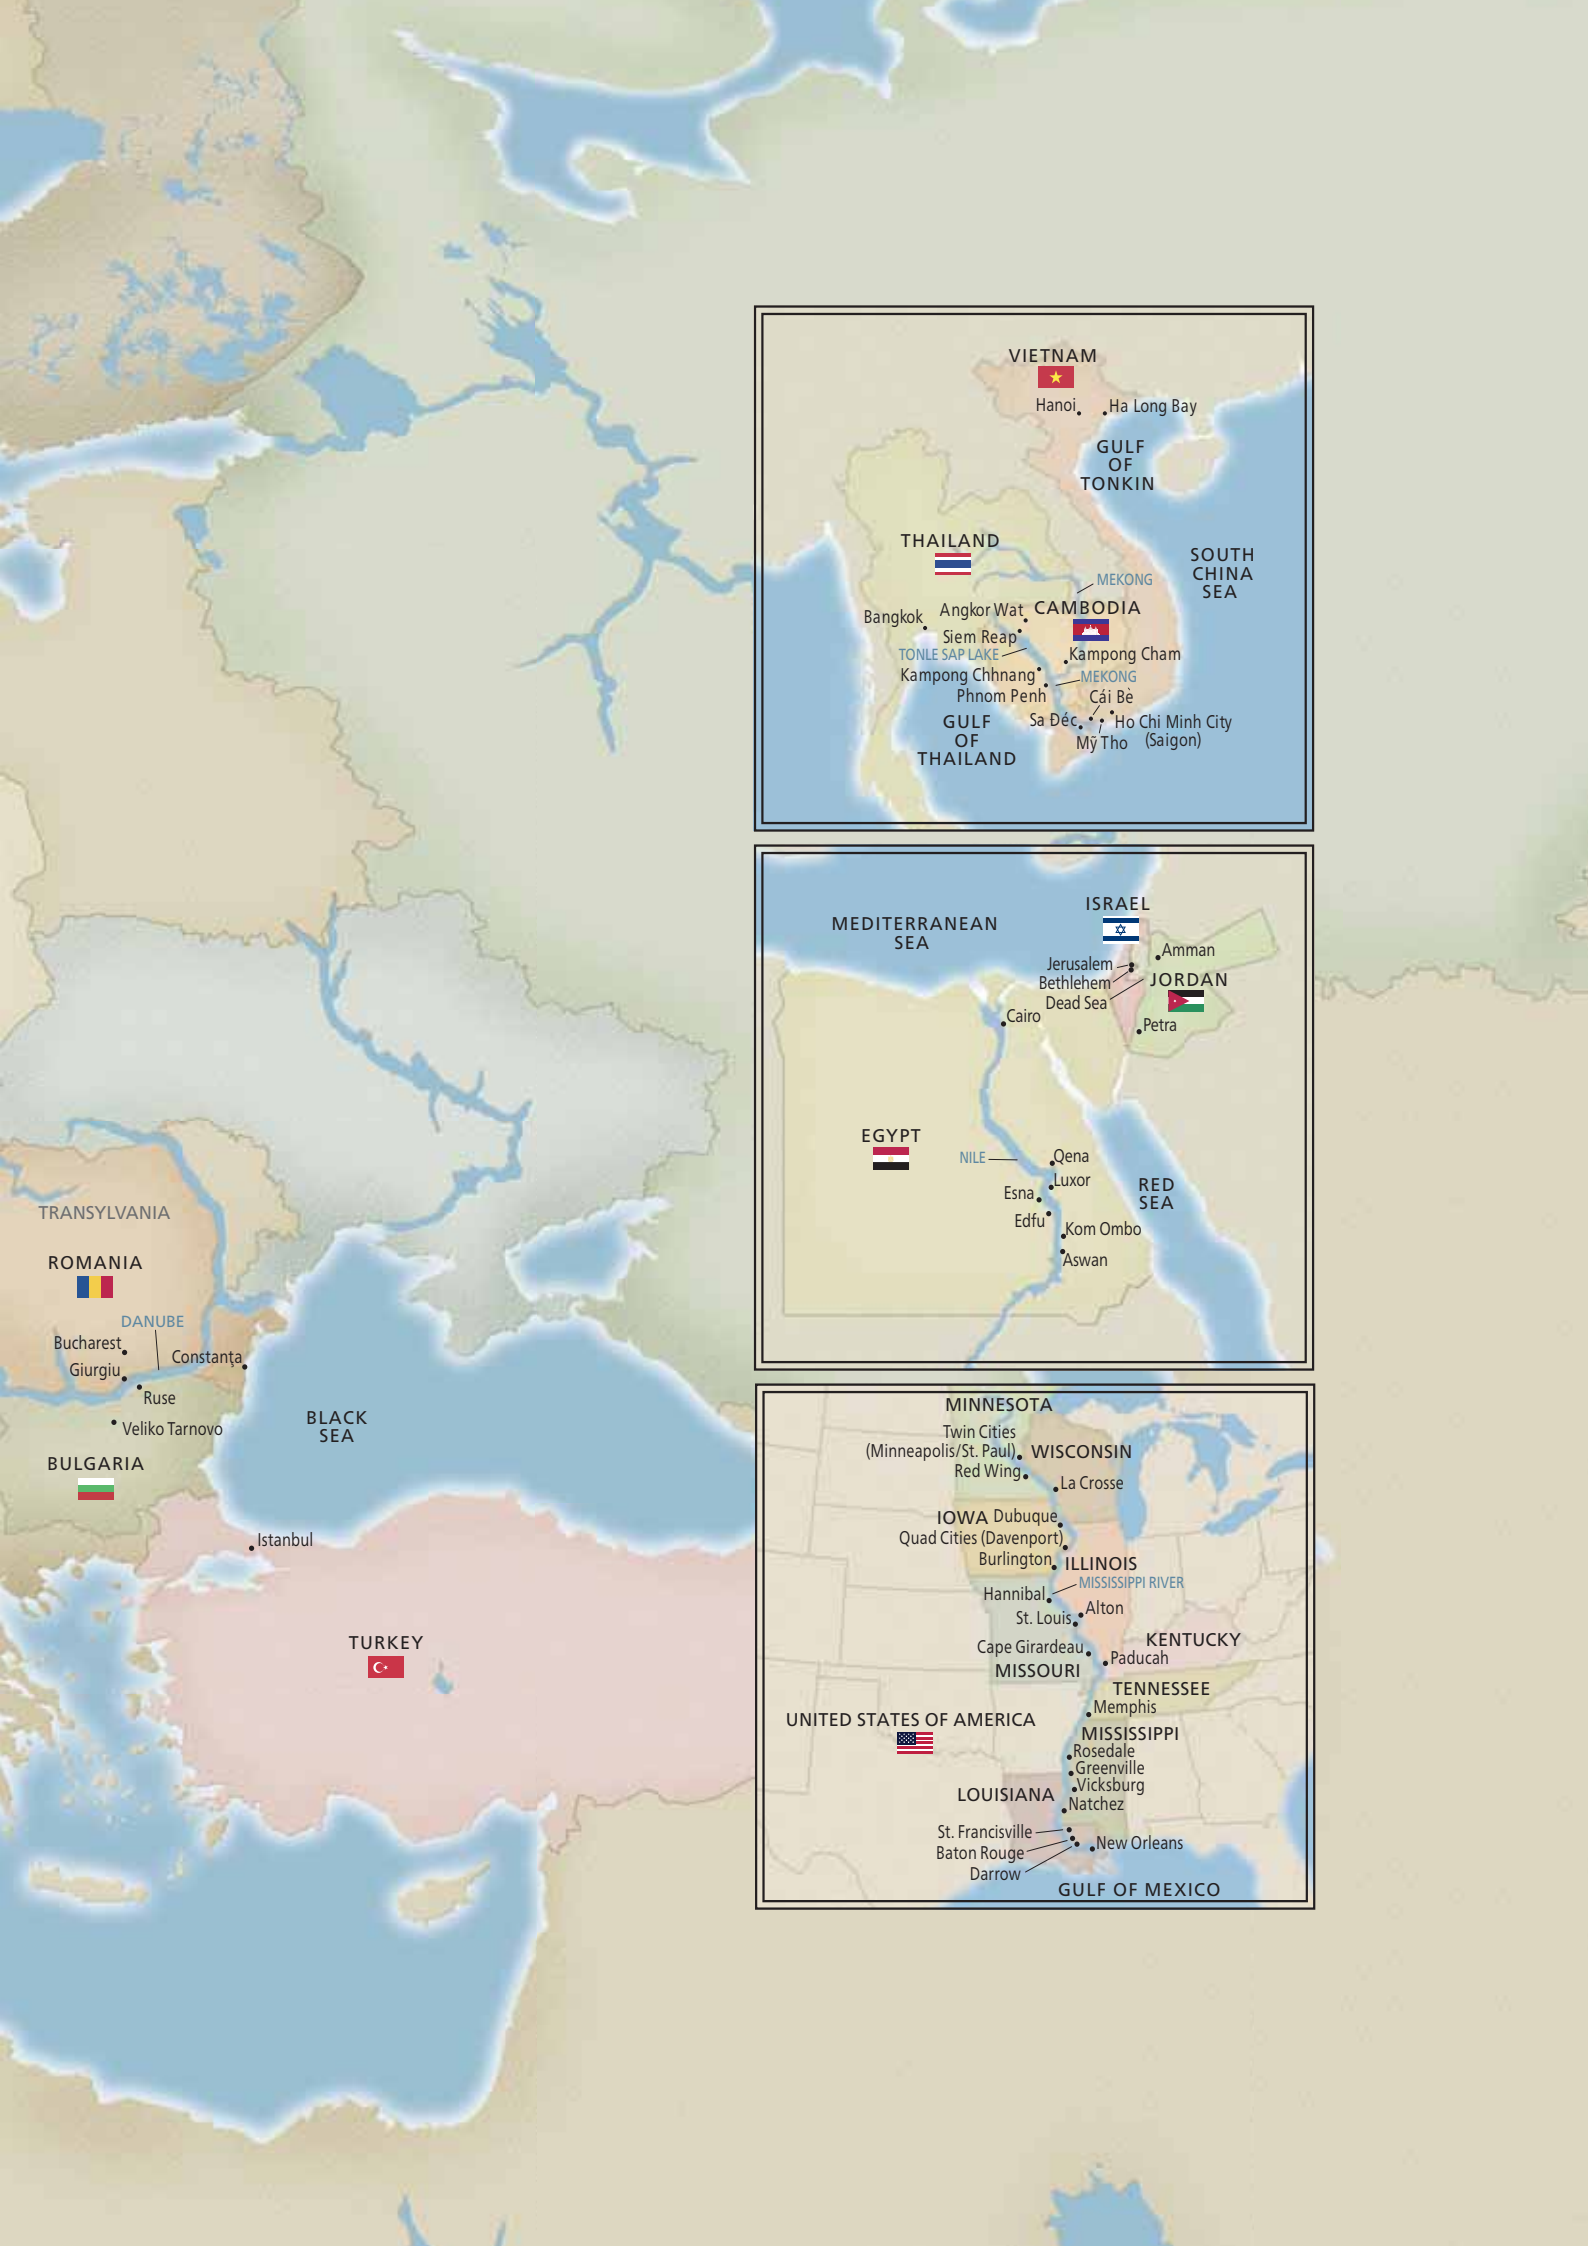 TRANSYLVANIA
ROMANIA
DANUBE
Bucharest
Constanţa
Giurgiu
Ruse
Veliko Tarnovo
BULGARIA
BLACK
SEA
Istanbul
TURKEY
VIETNAM
Hanoi
Ha Long Bay
GULF
OF
TONKIN
THAILAND
SOUTH
CHINA
SEA
MEKONG
Angkor Wat
CAMBODIA
Bangkok
Siem Reap
TONLE SAP LAKE
Kampong Cham
Kampong Chhnang
MEKONG
Phnom Penh
Cái Bè
Sa Đéc
Ho Chi Minh City
(Saigon)
Mỹ Tho
GULF
OF
THAILAND
ISRAEL
MEDITERRANEAN
SEA
Amman
Jerusalem
Bethlehem
JORDAN
Dead Sea
Cairo
Petra
EGYPT
NILE
Qena
Luxor
Esna
RED
SEA
Edfu
Kom Ombo
Aswan
MINNESOTA
Twin Cities
(Minneapolis/St. Paul)
WISCONSIN
Red Wing
La Crosse
IOWA
Dubuque
Quad Cities (Davenport)
Burlington
ILLINOIS
MISSISSIPPI RIVER
Hannibal
Alton
St. Louis
KENTUCKY
Cape Girardeau
Paducah
MISSOURI
TENNESSEE
Memphis
UNITED STATES OF AMERICA
MISSISSIPPI
Rosedale
Greenville
Vicksburg
LOUISIANA
Natchez
St. Francisville
New Orleans
Baton Rouge
Darrow
GULF OF MEXICO